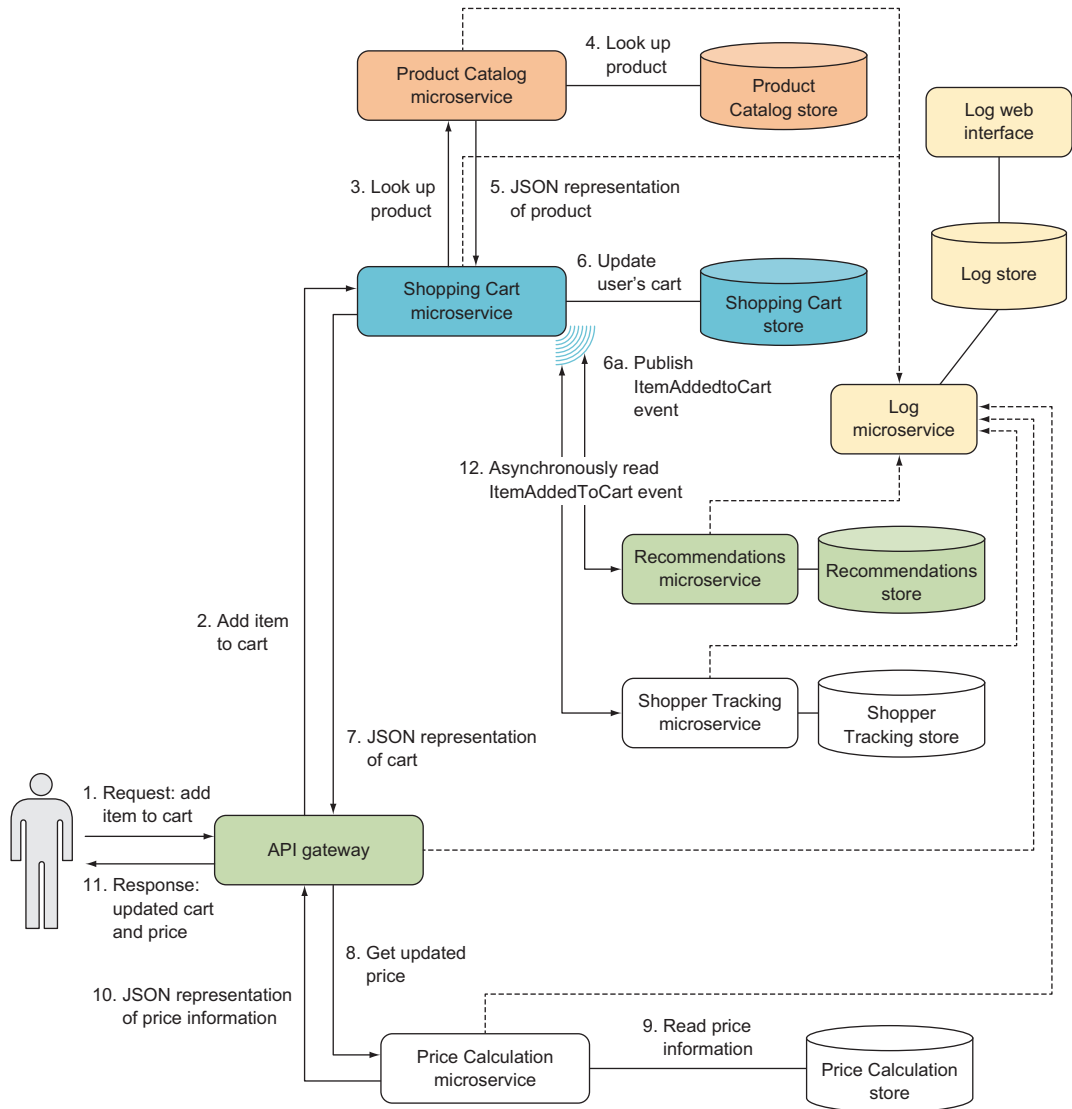 4. Look up
product
Product Catalog
microservice
Product
Catalog store
Log web
interface
3. Look up
product
5. JSON representation
of product
Log store
6. Update
user's cart
Shopping Cart
microservice
Shopping Cart
store
6a. Publish
ItemAddedtoCart
event
Log
microservice
12. Asynchronously read
ItemAddedToCart event
Recommendations
microservice
Recommendations
store
2. Add item
to cart
Shopper Tracking
microservice
Shopper
Tracking store
7. JSON representation
of cart
1. Request: add
item to cart
API gateway
11. Response:
updated cart
and price
8. Get updated
price
10. JSON representation
of price information
9. Read price
information
Price Calculation
microservice
Price Calculation
store